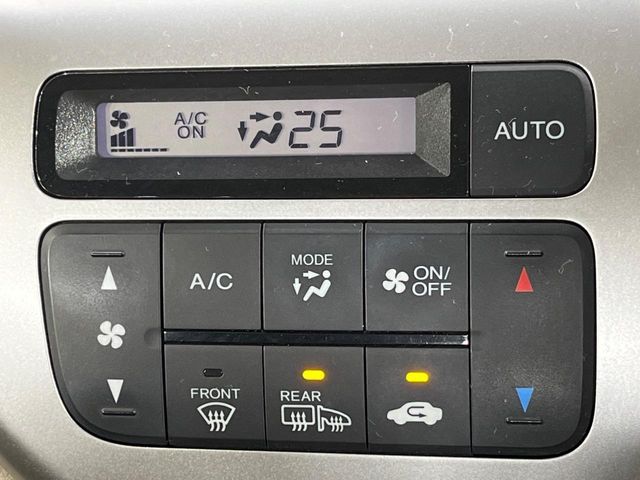 A/C
ON
25
AUTO
A/C
MODE
ON/
OFF
FRONT
REAR